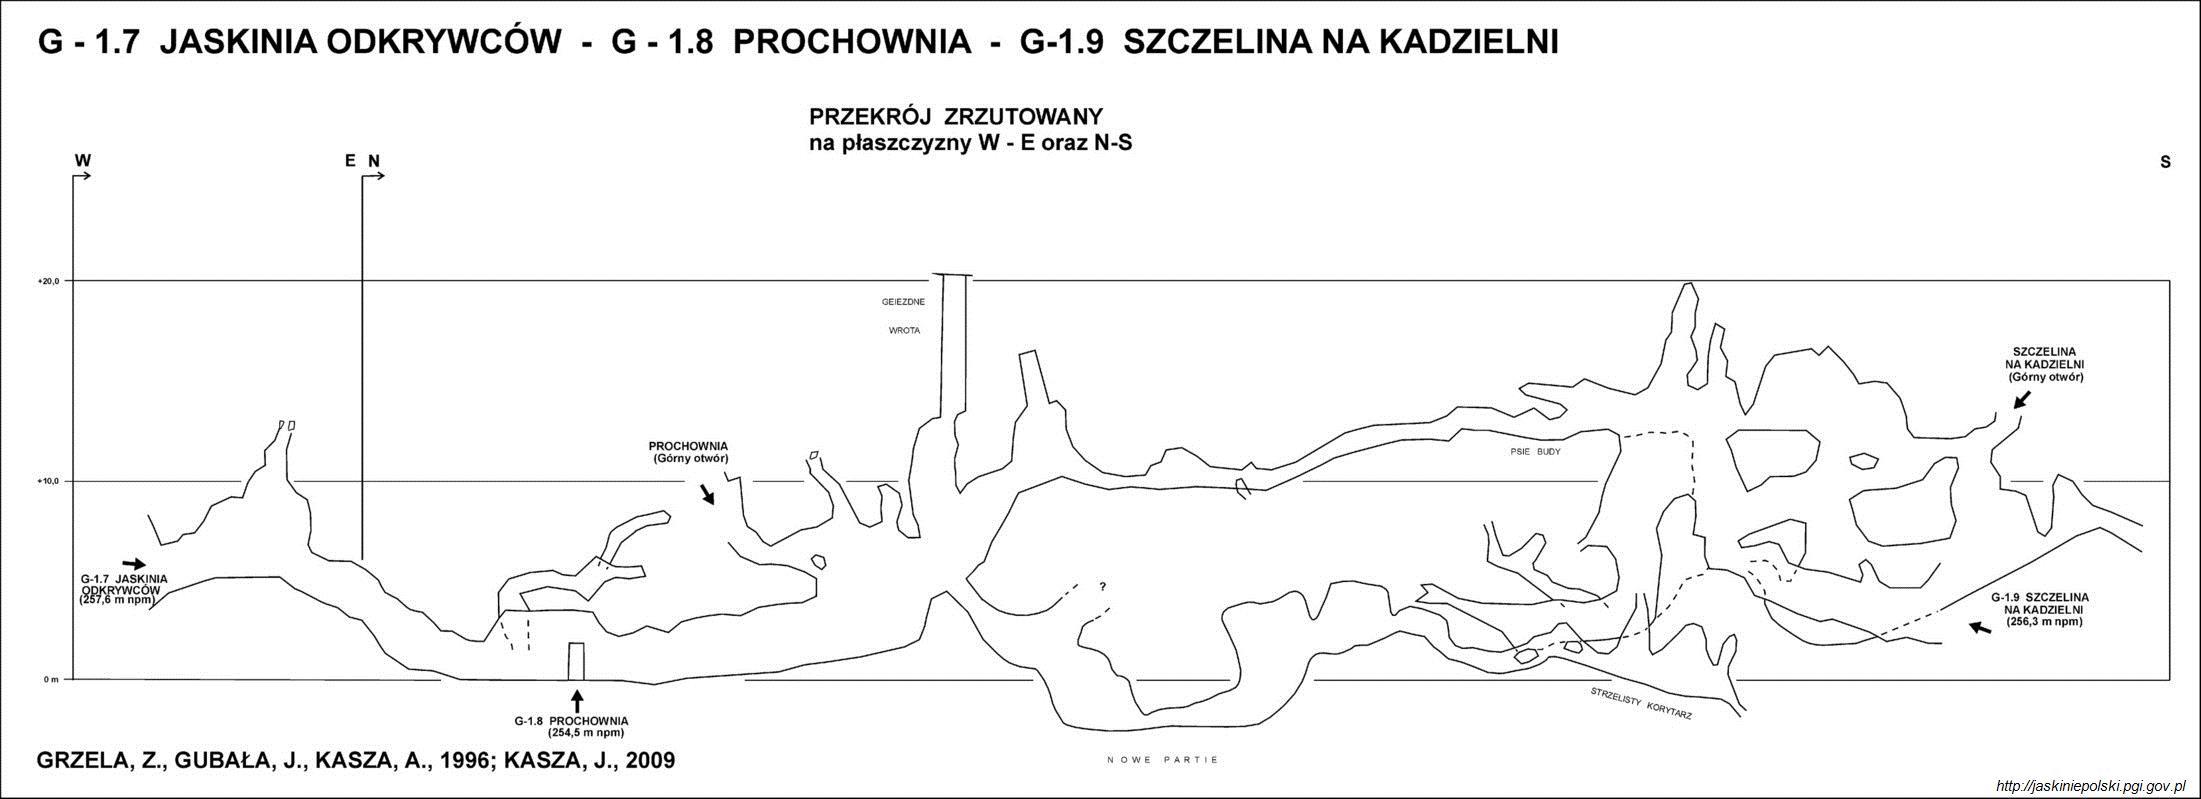 G - 1.7 JASKINIA ODKRYWCÓW - G - 1.8 PROCHOWNIA - G-1.9 SZCZELINA NA KADZIELNI
PRZEKRÓJ ZRZUTOWANY
na płaszczyzny W - E oraz N-S
W
E N
S
+20,0
GEIEZDNE
WROTA
SZCZELINA
NA KADZIELNI
(Górny otwór)
PROCHOWNIA
(Górny otwór)
PSIE BUDY
+10,0
G-1.7 JASKINIA
ODKRYWCÓW
(257,6 m npm)
?
G-1.9 SZCZELINA
NA KADZIELNI
(256,3 m npm)
0 m
STRZELISTY KORYTARZ
G-1.8 PROCHOWNIA
(254,5 m npm)
NOWE PARTIE
GRZELA, Z., GUBAŁA, J., KASZA, A., 1996; KASZA, J., 2009
http://jaskiniepolski.pgi.gov.pl